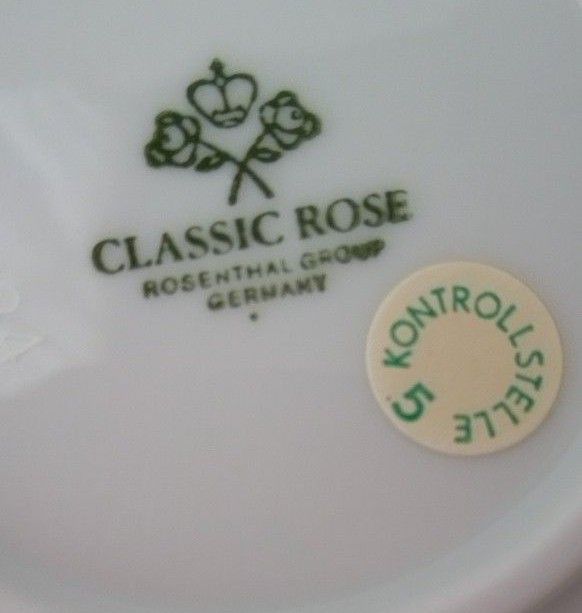 CLASSIC ROSE
ROSENTHAL GROUP
GERMANY
KONTROLLSTELLE 5